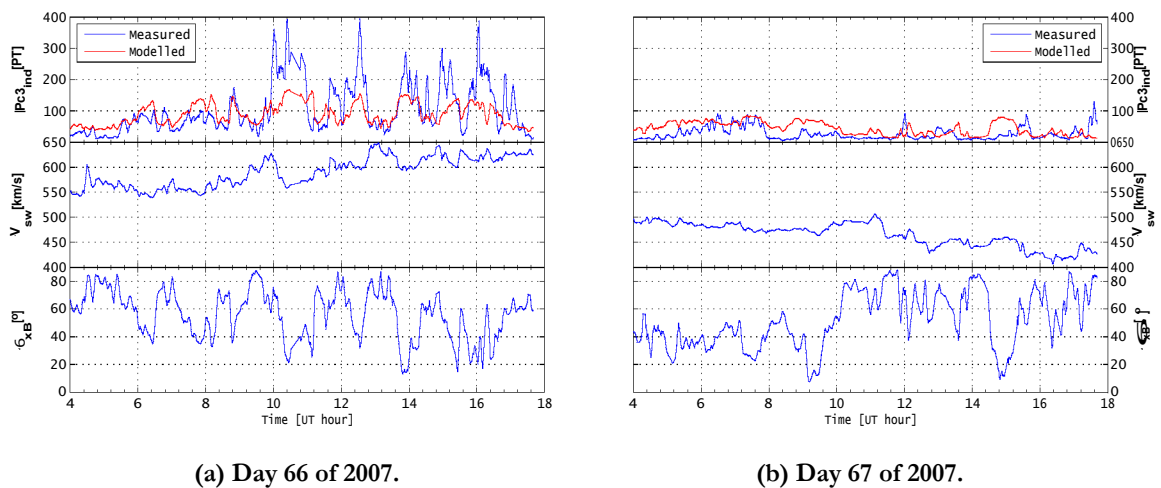 400
300
200
100
|Pc3ind[PT]
Measured
Modelled
650
600
550
500
450
400
Vsw [km/s]
80
60
40
20
0
xB[º]
4 6 8 10 12 14 16 18
Time [UT hour]
(a) Day 66 of 2007.
Measured
Modelled
400
300
200
100
|Pc3ind[PT]
0650
600
550
500
450
400
Vsw [km/s]
80
60
40
20
0
4 6 8 10 12 14 16 18
Time [UT hour]
(b) Day 67 of 2007.